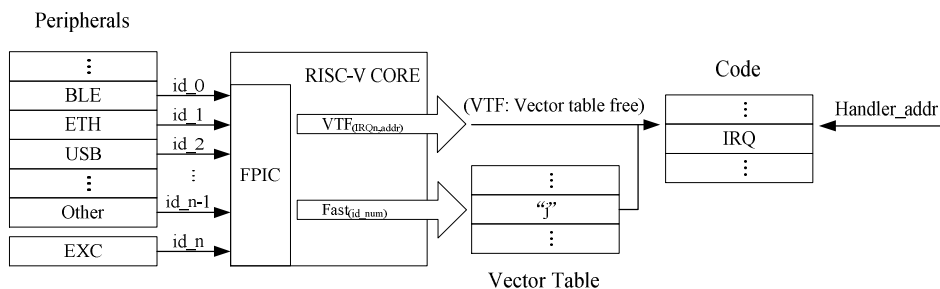 Peripherals
⋮
BLE
ETH
USB
⋮
Other
EXC
id_0
id_1
id_2
⋮
id_n-1
id_n
RISC-V CORE
FPIC
VTF(IRQn,addr)
Fast(id_num)
(VTF: Vector table free)
⋮
“j”
⋮
Vector Table
Code
⋮
IRQ
⋮
Handler_addr